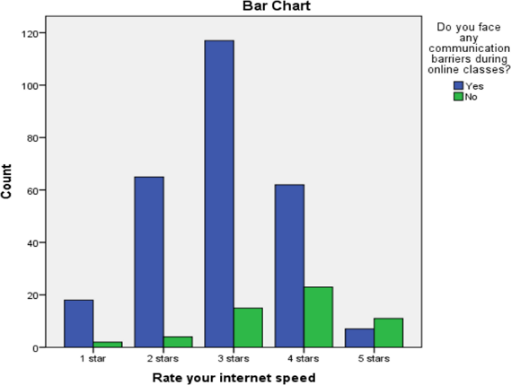 Bar Chart
Do you face
any
communication
barriers during
online classes?
Yes
No
120
100
80
60
40
20
0
Count
1 star
2 stars
3 stars
4 stars
5 stars
Rate your internet speed